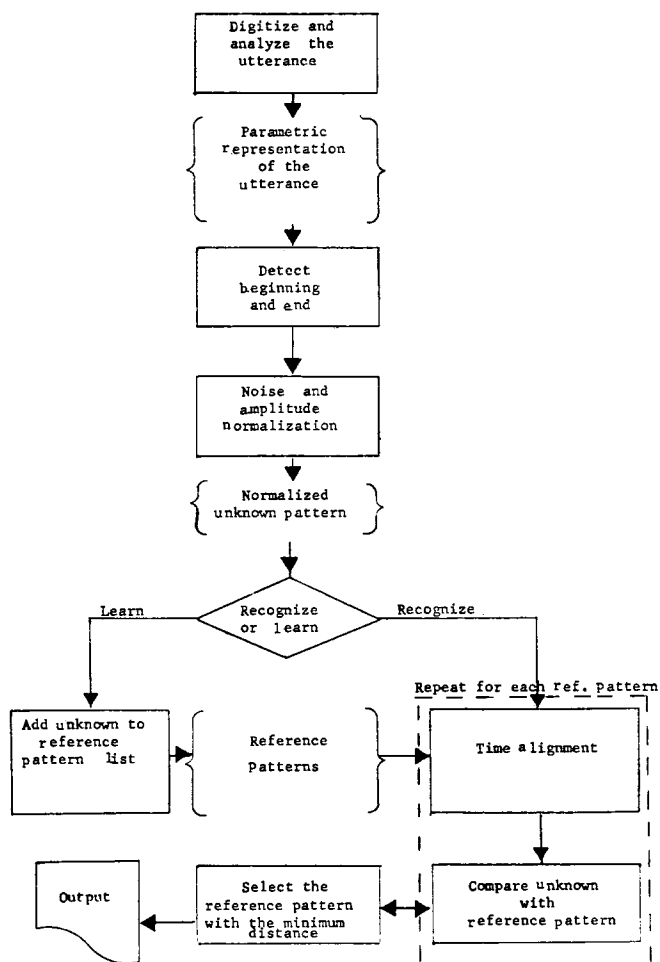 Digitize and
analyze the
utterance
Parametric
representation
of the
utterance
Detect
beginning
and end
Noise and
amplitude
normalization
Normalized
unknown pattern
Recognize
or learn
Learn
Recognize
Repeat for each ref. pattern
Add unknown to
reference
pattern list
Reference
Patterns
Time alignment
Output
Select the
reference pattern
with the minimum
distance
Compare unknown
with
reference pattern